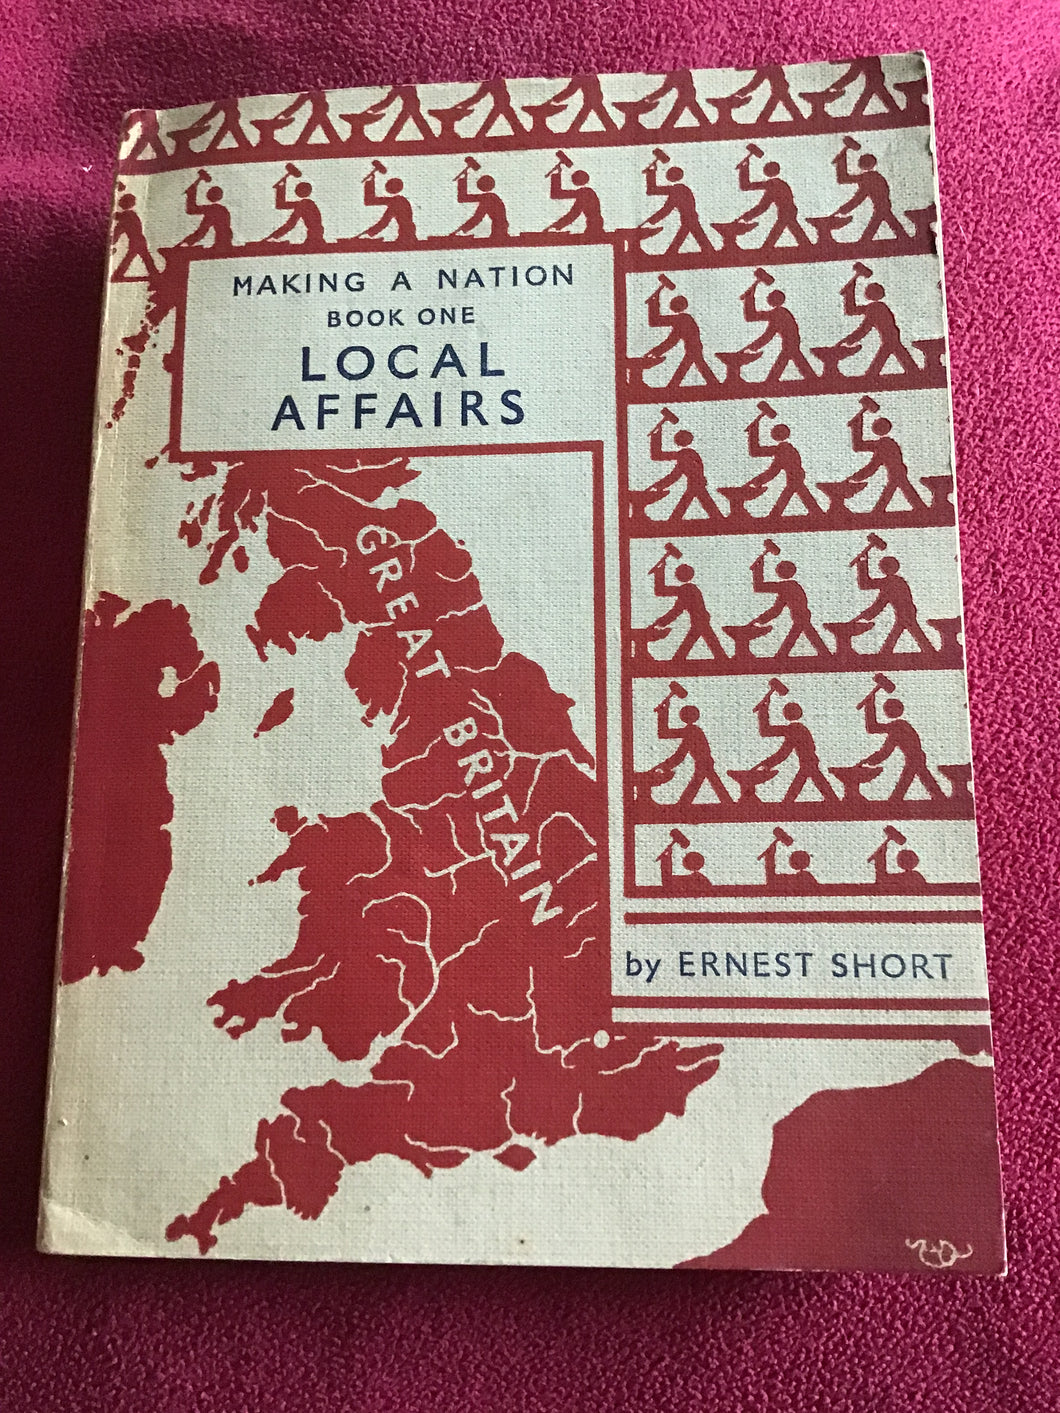 MAKING A NATION
BOOK ONE
LOCAL
AFFAIRS
GREAT BRITAIN
by ERNEST SHORT